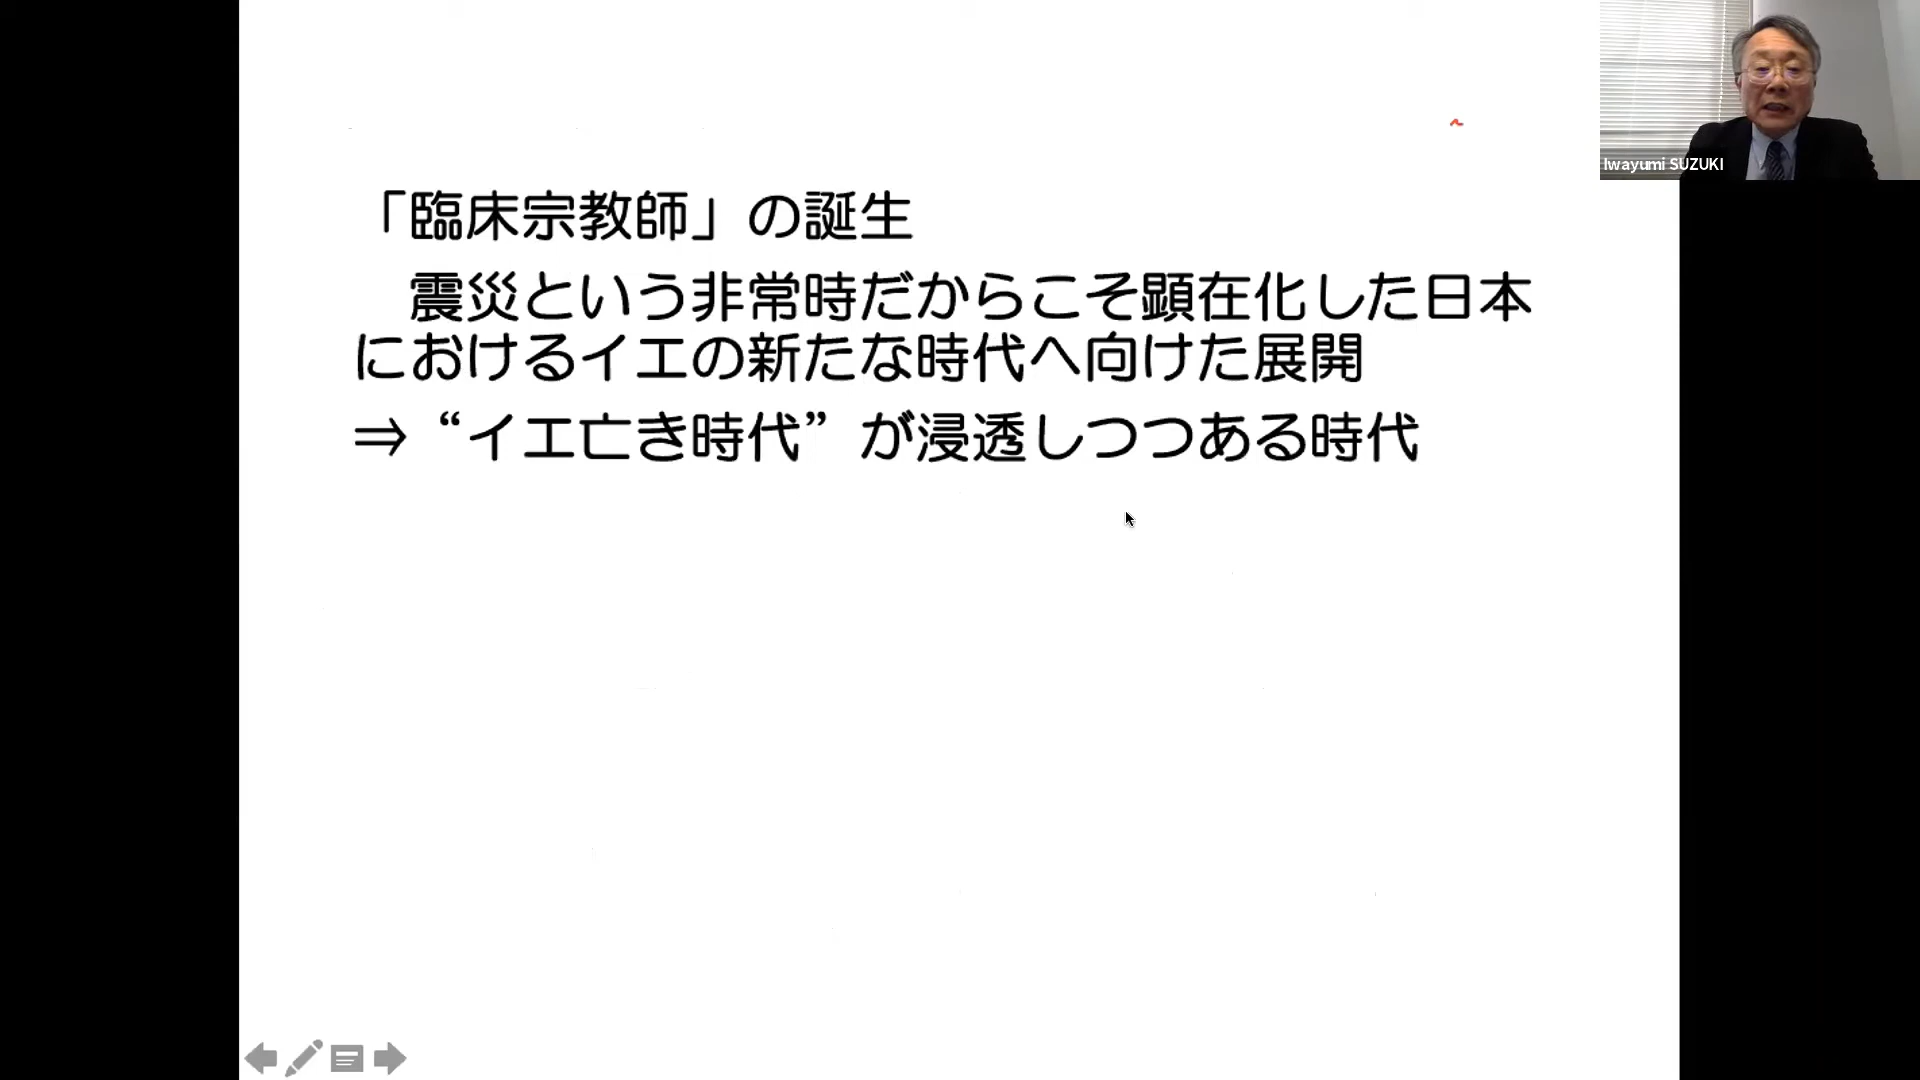 「臨床宗教師」の誕生
震災という非常時だからこそ顕在化した日本
におけるイエの新たな時代へ向けた展開
⇒“イエ亡き時代”が浸透しつつある時代
Iwayumi SUZUKI